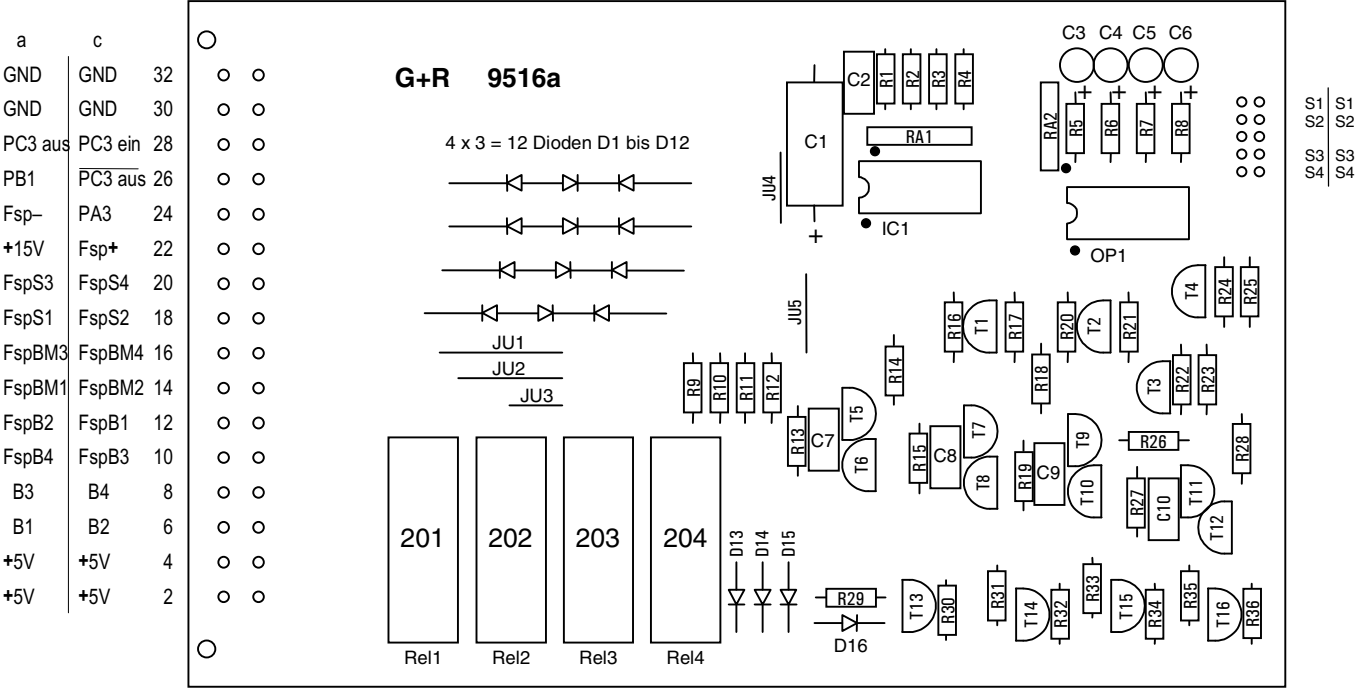 a c
GND GND 32
GND GND 30
PC3 aus PC3 ein 28
PB1 PC3 aus 26
Fsp– PA3 24
+15V Fsp+ 22
FspS3 FspS4 20
FspS1 FspS2 18
FspBM3 FspBM4 16
FspBM1 FspBM2 14
FspB2 FspB1 12
FspB4 FspB3 10
B3 B4 8
B1 B2 6
+5V +5V 4
+5V +5V 2
G+R 9516a
4 x 3 = 12 Dioden D1 bis D12
JU1
JU2
JU3
201 202 203 204
Rel1 Rel2 Rel3 Rel4
C1
+
JU4
JU5
C2 R1 R2 R3 R4
RA1
IC1
C3 C4 C5 C6
+ + + +
RA2 R5 R6 R7 R8
OP1
S1 S1
S2 S2
S3 S3
S4 S4
T4 R24 R25
R16 T1 R17 R20 T2 R21
R14 R18 T3 R22 R23
R9 R10 R11 R12
R13 C7 T5 T6
R15 C8 T7 T8
R19 C9 T9 T10
R26 R28
R27 C10 T11 T12
D13 D14 D15
R29
D16
T13 R30 R31 T14 R32 R33 T15 R34 R35 T16 R36